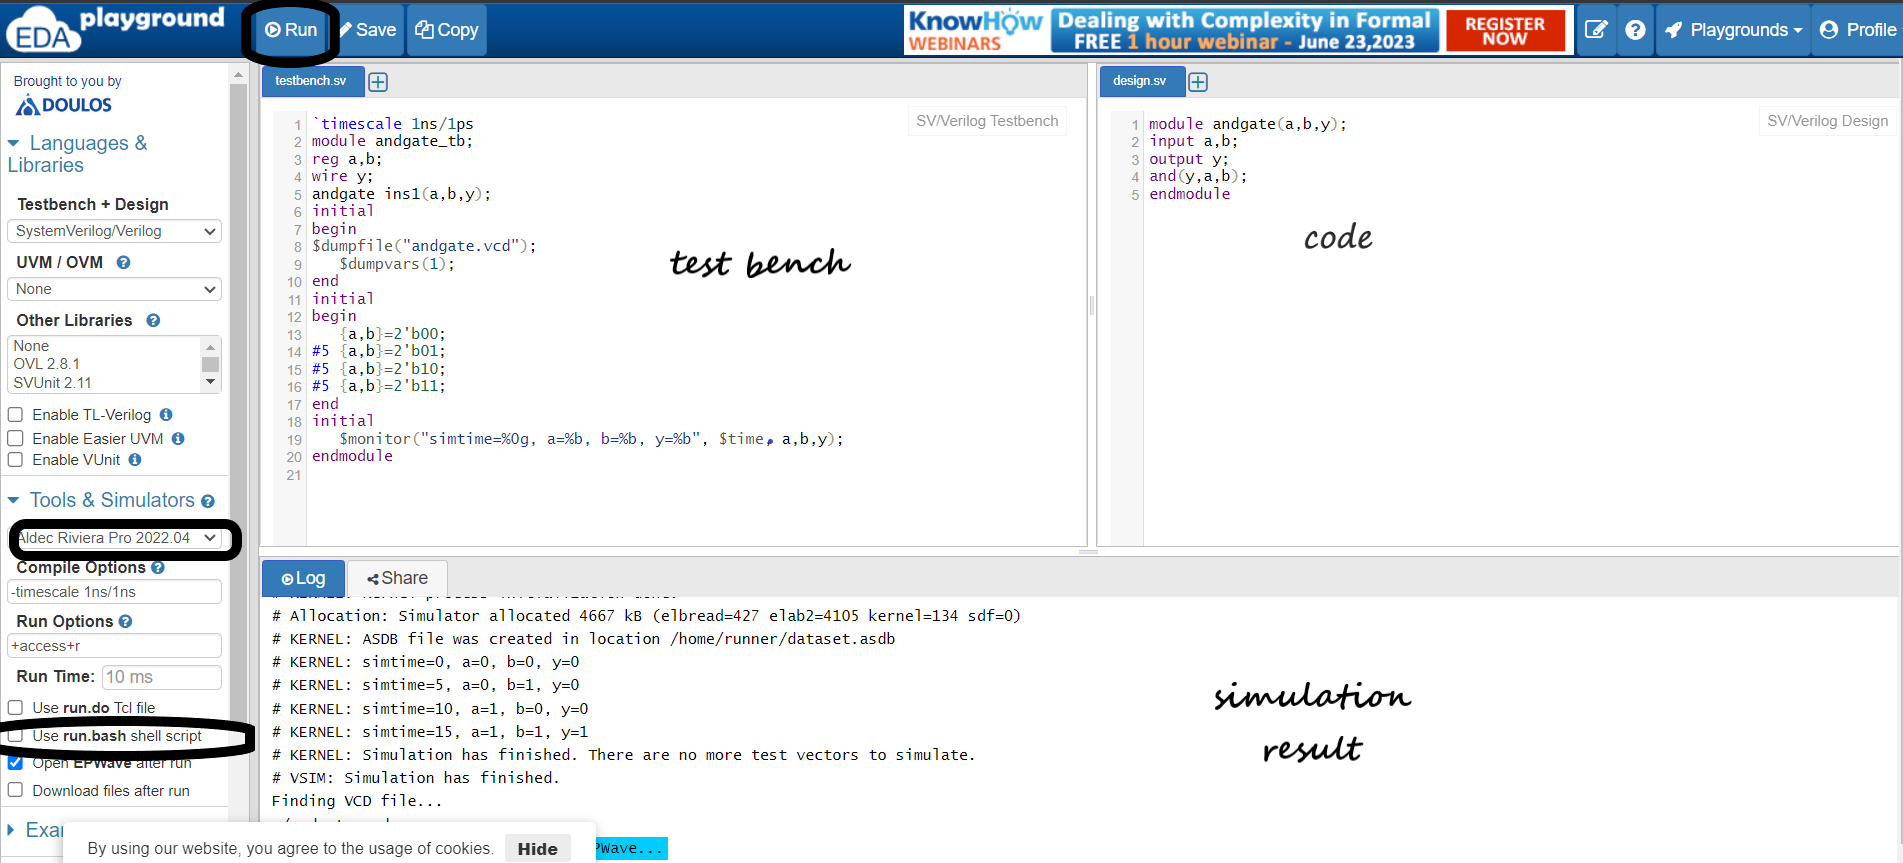 EDA playground
Run
Save
Copy
KnowHow
WEBINARS
Dealing with Complexity in Formal
FREE 1 hour webinar - June 23,2023
REGISTER
NOW
Playgrounds
Profile
Brought to you by
DOULOS
Languages &
Libraries
Testbench + Design
SystemVerilog/Verilog
UVM / OVM ?
None
Other Libraries ?
None
OVL 2.8.1
SVUnit 2.11
Enable TL-Verilog
Enable Easier UVM
Enable VUnit
Tools & Simulators ?
Aldec Riviera Pro 2022.04
Compile Options ?
-timescale 1ns/1ns
Run Options ?
+access+r
Run Time: 10 ms
Use run.do Tcl file
Use run.bash shell script
Open EPWave after run
Download files after run
Exa
testbench.sv
SV/Verilog Testbench
1 `timescale 1ns/1ps
2 module andgate_tb;
3 reg a,b;
4 wire y;
5 andgate ins1(a,b,y);
6 initial
7 begin
8 $dumpfile("andgate.vcd");
9 $dumpvars(1);
10 end
11 initial
12 begin
13 {a,b}=2'b00;
14 #5 {a,b}=2'b01;
15 #5 {a,b}=2'b10;
16 #5 {a,b}=2'b11;
17 end
18 initial
19 $monitor("simtime=%0g, a=%b, b=%b, y=%b", $time, a,b,y);
20 endmodule
21
test bench
design.sv
SV/Verilog Design
1 module andgate(a,b,y);
2 input a,b;
3 output y;
4 and(y,a,b);
5 endmodule
code
Log
Share
# Allocation: Simulator allocated 4667 kB (elbread=427 elab2=4105 kernel=134 sdf=0)
# KERNEL: ASDB file was created in location /home/runner/dataset.asdb
# KERNEL: simtime=0, a=0, b=0, y=0
# KERNEL: simtime=5, a=0, b=1, y=0
# KERNEL: simtime=10, a=1, b=0, y=0
# KERNEL: simtime=15, a=1, b=1, y=1
# KERNEL: Simulation has finished. There are no more test vectors to simulate.
# VSIM: Simulation has finished.
Finding VCD file...
PWave...
simulation
result
By using our website, you agree to the usage of cookies. Hide